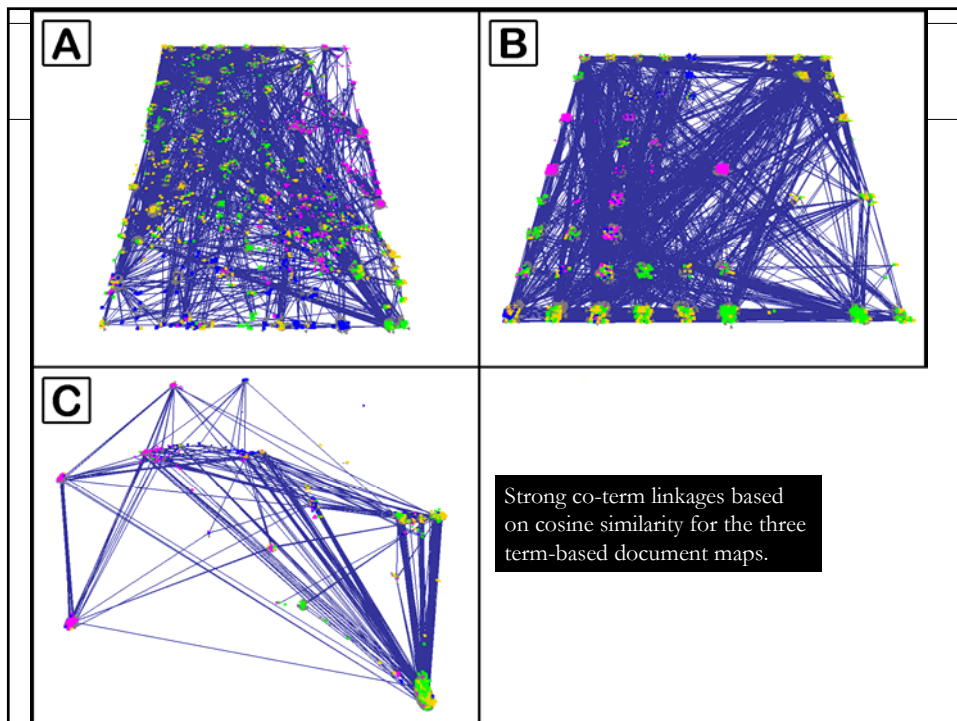 A
B
C
Strong co-term linkages based
on cosine similarity for the three
term-based document maps.